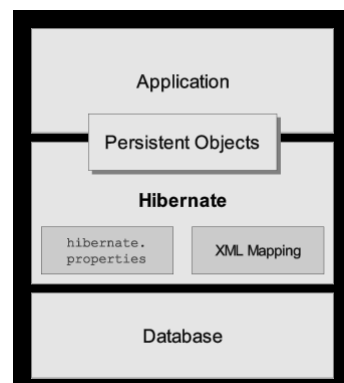 Application
Persistent Objects
Hibernate
hibernate.
properties
XML Mapping
Database